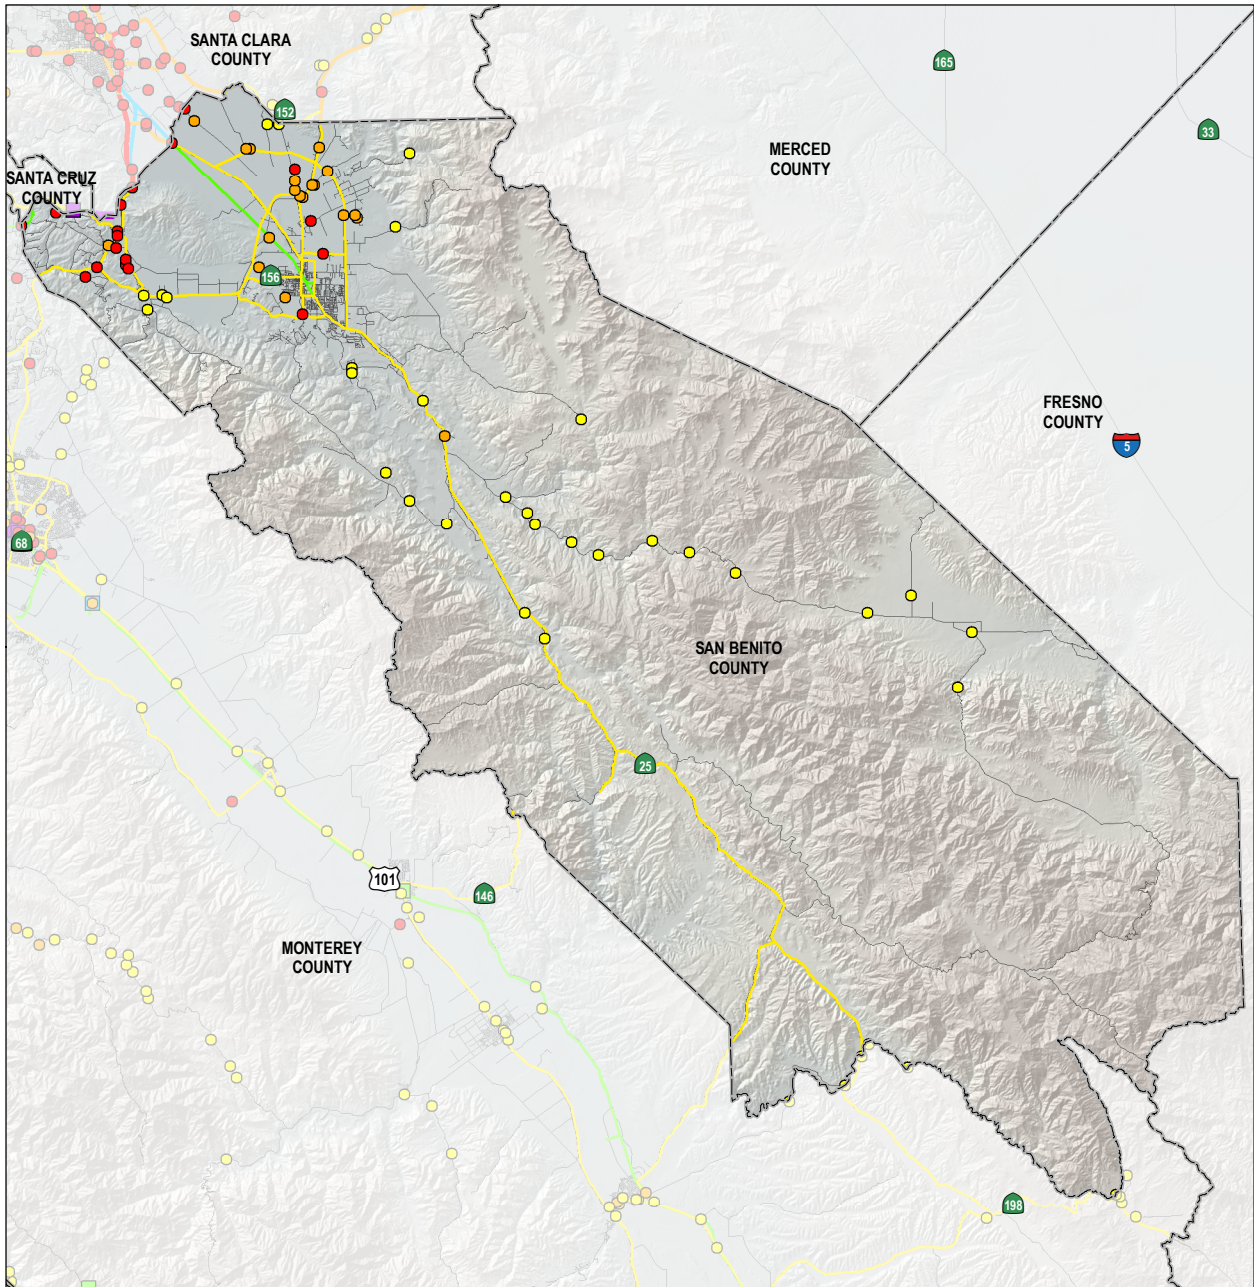 SANTA CLARA
COUNTY
165
152
33
MERCED
COUNTY
SANTA CRUZ
COUNTY
156
FRESNO
COUNTY
5
68
SAN BENITO
COUNTY
25
101
146
MONTEREY
COUNTY
198